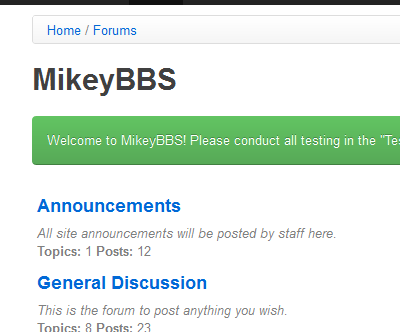 Home / Forums
MikeyBBS
Welcome to MikeyBBS! Please conduct all testing in the "Tes
Announcements
All site announcements will be posted by staff here.
Topics: 1 Posts: 12
General Discussion
This is the forum to post anything you wish.
Topics: 8 Posts: 23